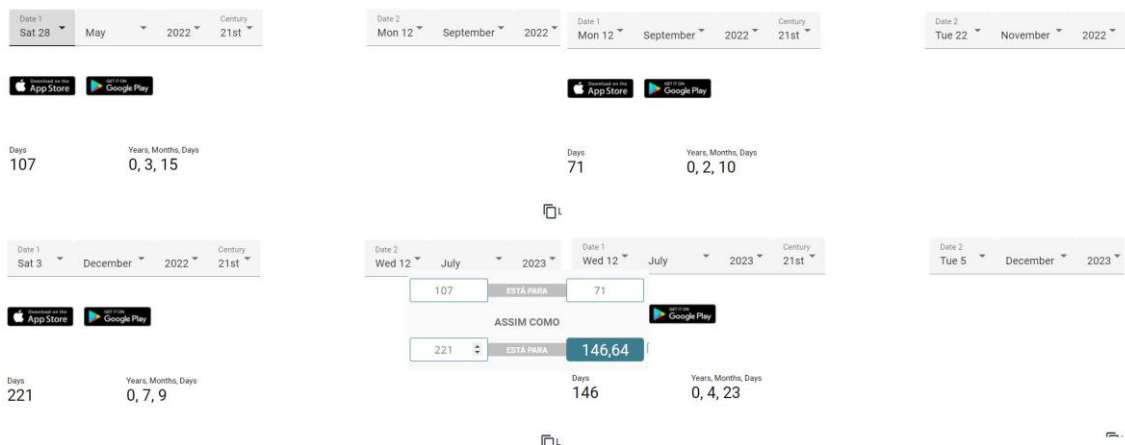 Date 1
Sat 28 May 2022
Century
21st
Date 2
Mon 12 September 2022
Date 1
Mon 12 September 2022
Century
21st
Date 2
Tue 22 November 2022
Download on the
App Store
GET IT ON
Google Play
Download on the
App Store
GET IT ON
Google Play
Days
107
Years, Months, Days
0, 3, 15
Days
71
Years, Months, Days
0, 2, 10
Date 1
Sat 3 December 2022
Century
21st
Date 2
Wed 12 July 2023
Date 1
Wed 12 July 2023
Century
21st
Date 2
Tue 5 December 2023
107 ESTÁ PARA 71
ASSIM COMO
221 ESTÁ PARA 146,64
Download on the
App Store
GET IT ON
Google Play
GET IT ON
Google Play
Days
221
Years, Months, Days
0, 7, 9
Days
146
Years, Months, Days
0, 4, 23